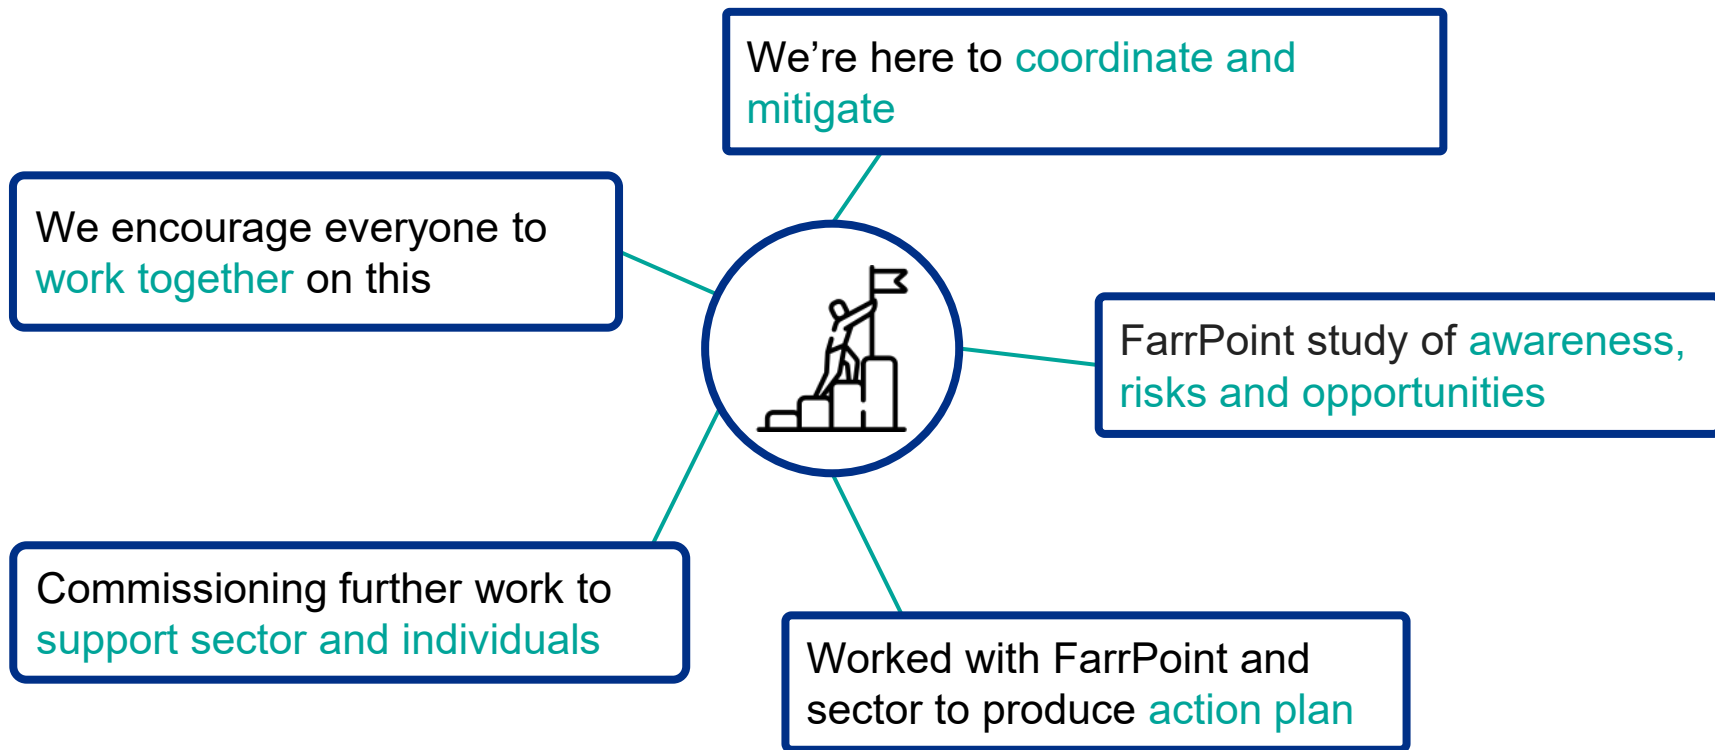 We’re here to coordinate and
mitigate
We encourage everyone to
work together on this
FarrPoint study of awareness,
risks and opportunities
Commissioning further work to
support sector and individuals
Worked with FarrPoint and
sector to produce action plan